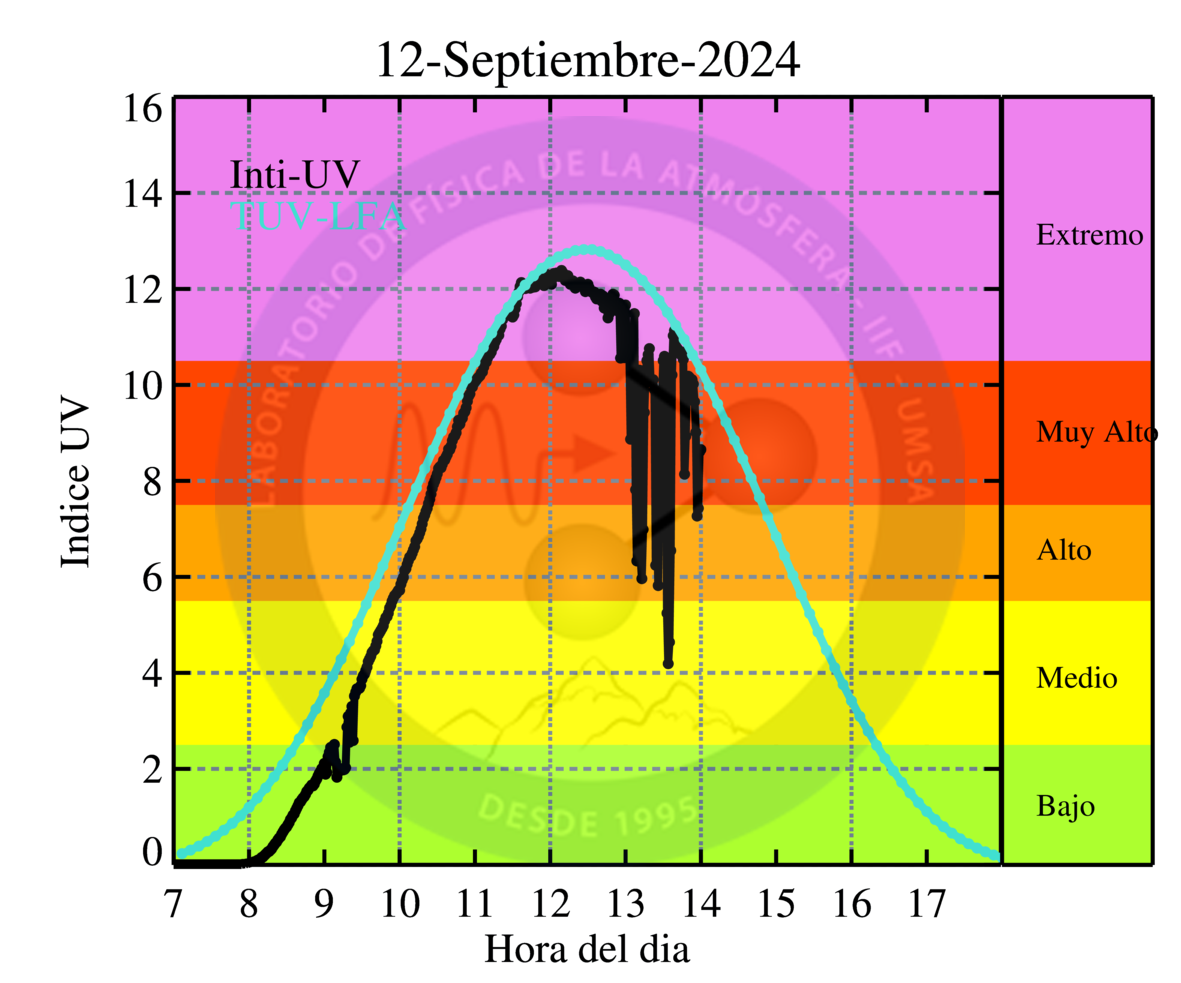 12-Septiembre-2024
16
14
12
10
8
6
4
2
0
Indice UV
Inti-UV
TUV-LFA
LABORATORIO DE FÍSICA DE LA ATMÓSFERA - IIF - UMSA
DESDE 1995
Extremo
Muy Alto
Alto
Medio
Bajo
7 8 9 10 11 12 13 14 15 16 17
Hora del dia